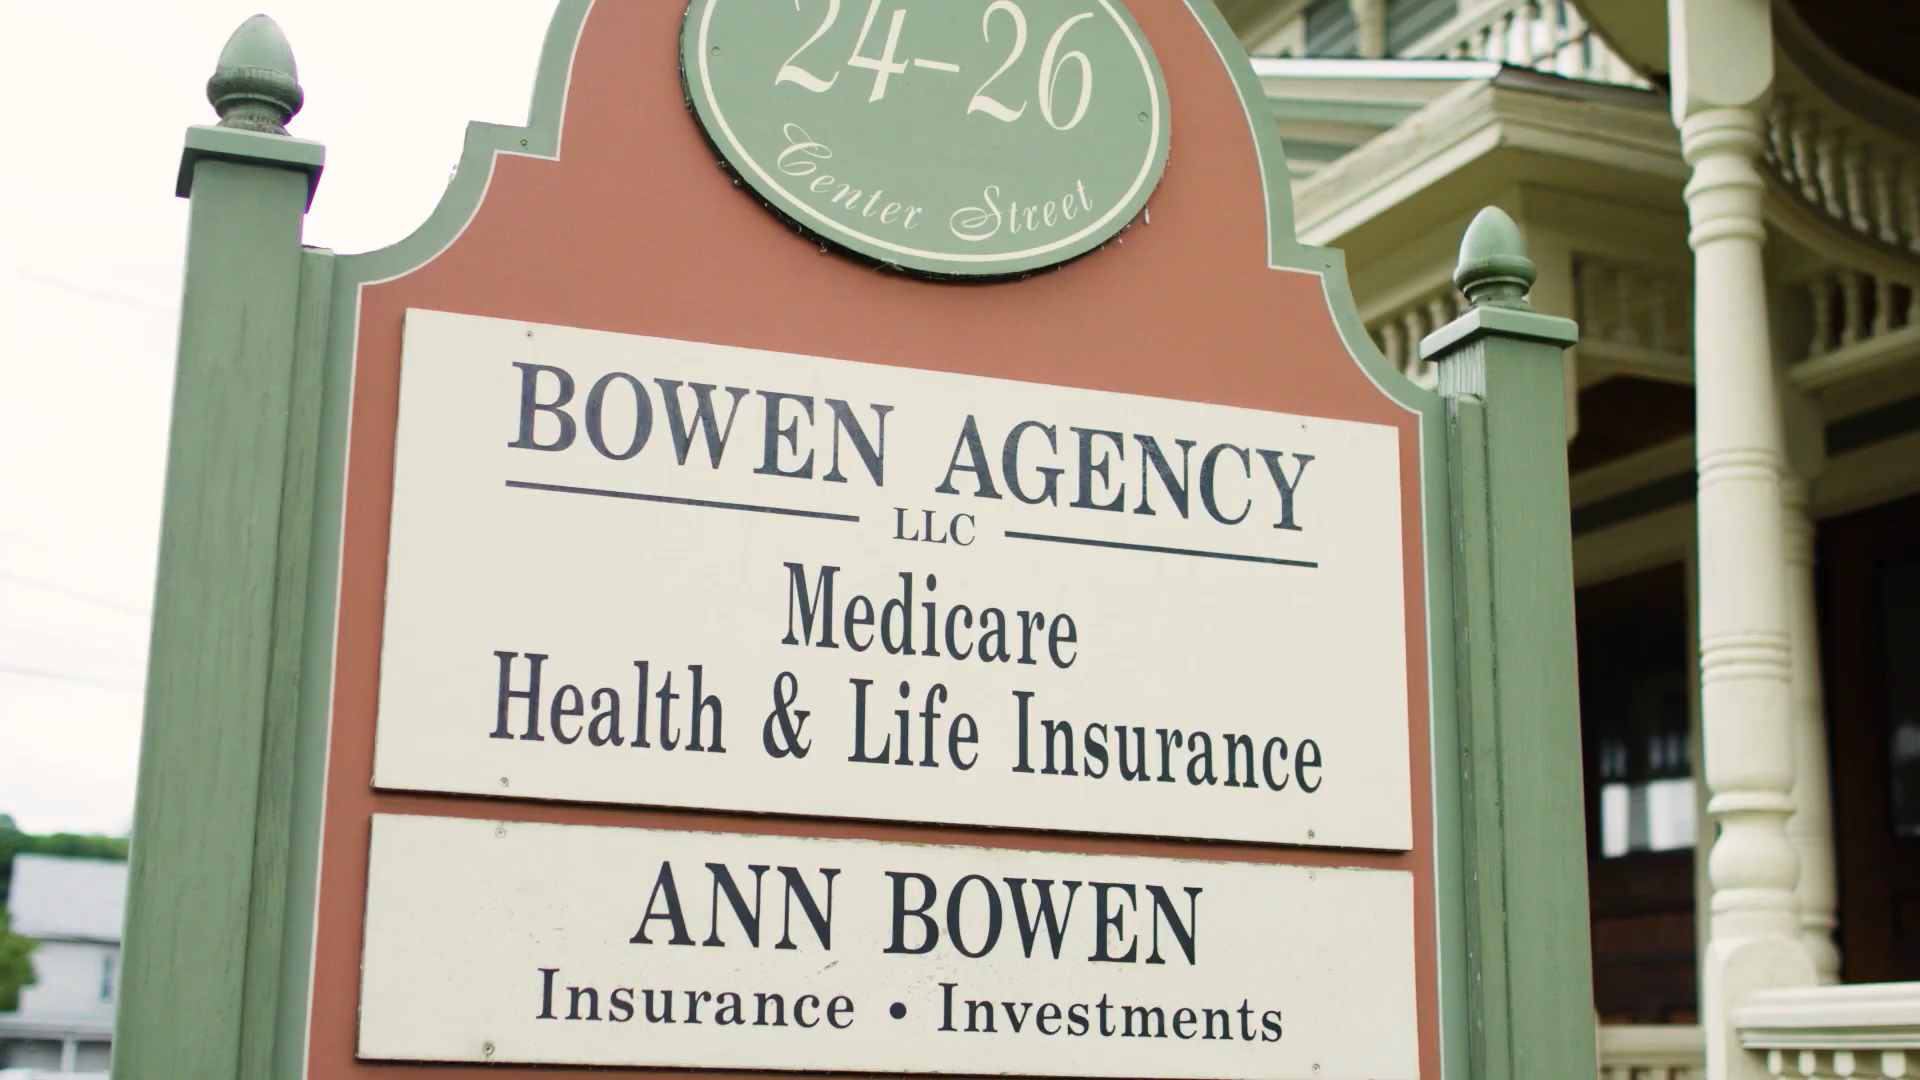 24-26
Center Street
BOWEN AGENCY
LLC
Medicare
Health & Life Insurance
ANN BOWEN
Insurance • Investments